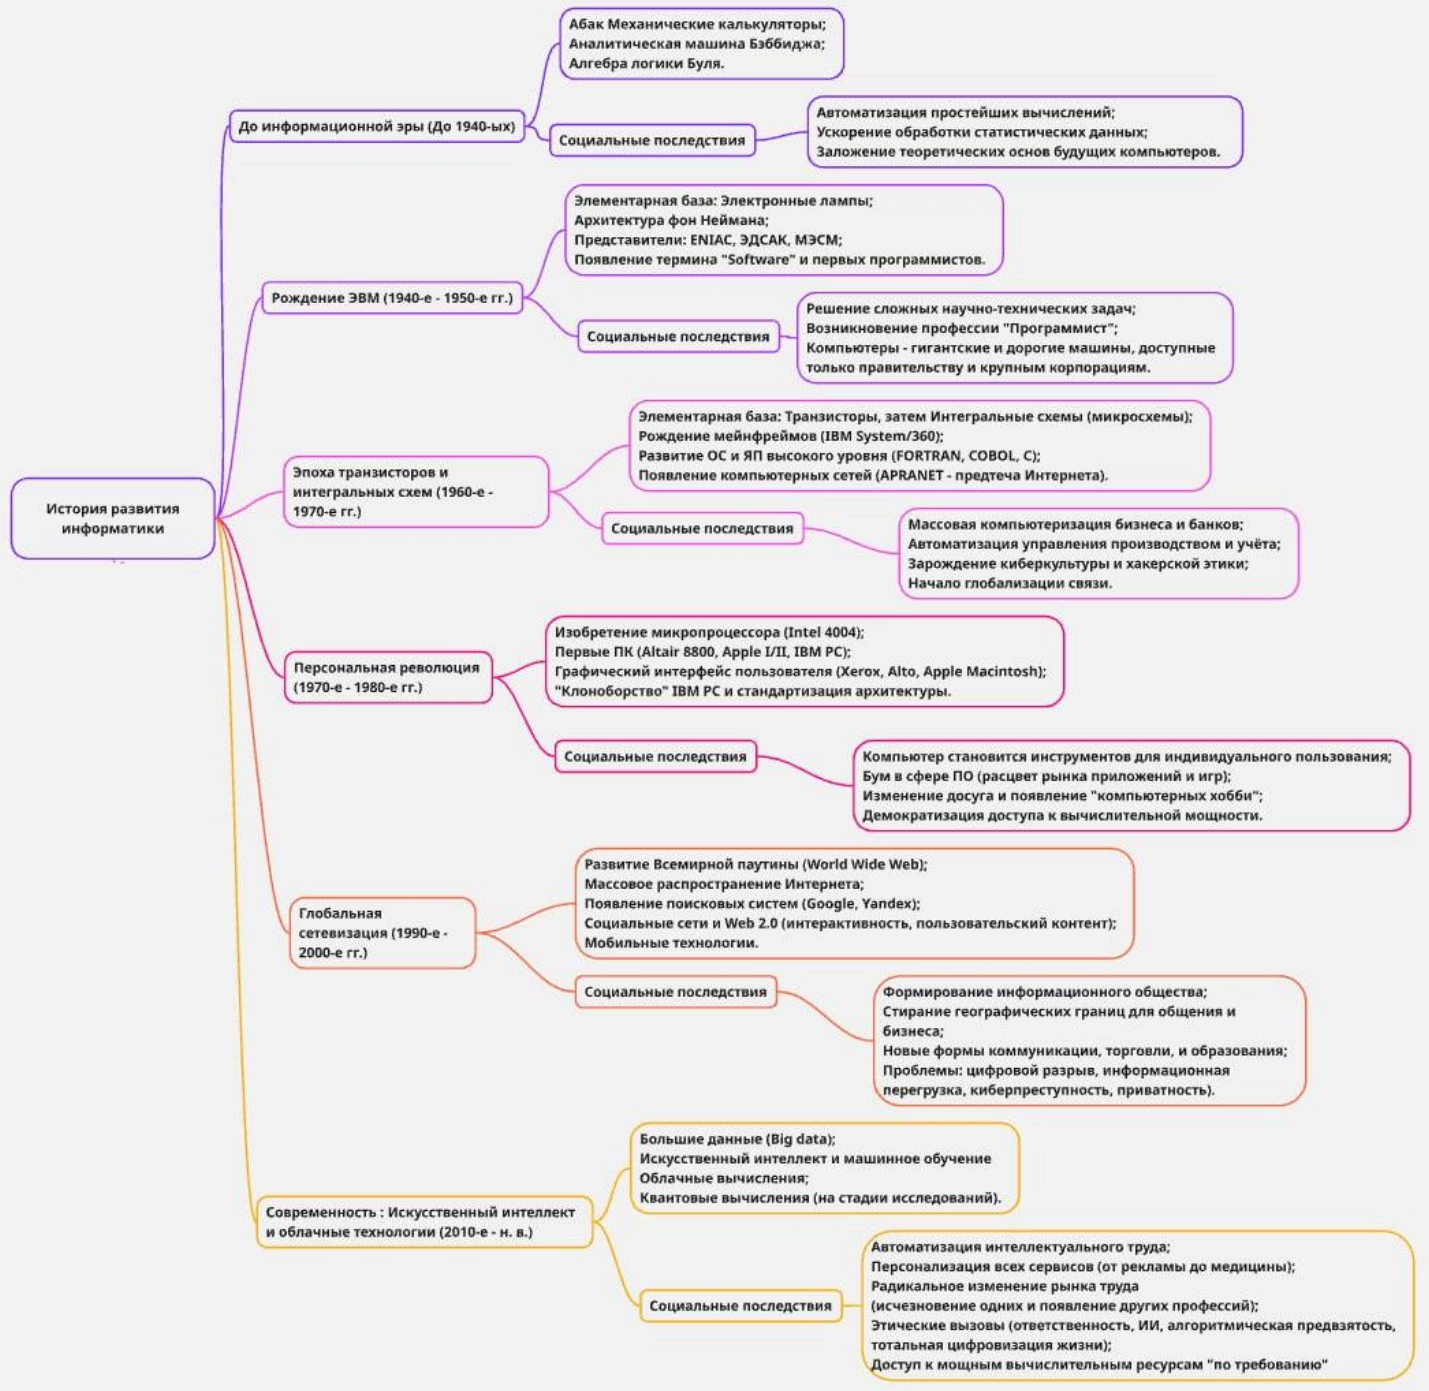 История развития
информатики
До информационной эры (До 1940-ых)
Абак Механические калькуляторы;
Аналитическая машина Бэббиджа;
Алгебра логики Буля.
Социальные последствия
Автоматизация простейших вычислений;
Ускорение обработки статистических данных;
Заложение теоретических основ будущих компьютеров.
Рождение ЭВМ (1940-е - 1950-е гг.)
Элементарная база: Электронные лампы;
Архитектура фон Неймана;
Представители: ENIAC, ЭДСАК, МЭСМ;
Появление термина "Software" и первых программистов.
Социальные последствия
Решение сложных научно-технических задач;
Возникновение профессии "Программист";
Компьютеры - гигантские и дорогие машины, доступные
только правительству и крупным корпорациям.
Эпоха транзисторов и
интегральных схем (1960-е -
1970-е гг.)
Элементарная база: Транзисторы, затем Интегральные схемы (микросхемы);
Рождение мейнфреймов (IBM System/360);
Развитие ОС и ЯП высокого уровня (FORTRAN, COBOL, C);
Появление компьютерных сетей (APRANET - предтеча Интернета).
Социальные последствия
Массовая компьютеризация бизнеса и банков;
Автоматизация управления производством и учёта;
Зарождение киберкультуры и хакерской этики;
Начало глобализации связи.
Персональная революция
(1970-е - 1980-е гг.)
Изобретение микропроцессора (Intel 4004);
Первые ПК (Altair 8800, Apple I/II, IBM PC);
Графический интерфейс пользователя (Xerox, Alto, Apple Macintosh);
"Клоноборство" IBM PC и стандартизация архитектуры.
Социальные последствия
Компьютер становится инструментов для индивидуального пользования;
Бум в сфере ПО (расцвет рынка приложений и игр);
Изменение досуга и появление "компьютерных хобби";
Демократизация доступа к вычислительной мощности.
Глобальная
сетевизация (1990-е -
2000-е гг.)
Развитие Всемирной паутины (World Wide Web);
Массовое распространение Интернета;
Появление поисковых систем (Google, Yandex);
Социальные сети и Web 2.0 (интерактивность, пользовательский контент);
Мобильные технологии.
Социальные последствия
Формирование информационного общества;
Стирание географических границ для общения и
бизнеса;
Новые формы коммуникации, торговли, и образования;
Проблемы: цифровой разрыв, информационная
перегрузка, киберпреступность, приватность).
Современность : Искусственный интеллект
и облачные технологии (2010-е - н. в.)
Большие данные (Big data);
Искусственный интеллект и машинное обучение
Облачные вычисления;
Квантовые вычисления (на стадии исследований).
Социальные последствия
Автоматизация интеллектуального труда;
Персонализация всех сервисов (от рекламы до медицины);
Радикальное изменение рынка труда
(исчезновение одних и появление других профессий);
Этические вызовы (ответственность, ИИ, алгоритмическая предвзятость,
тотальная цифровизация жизни);
Доступ к мощным вычислительным ресурсам "по требованию"